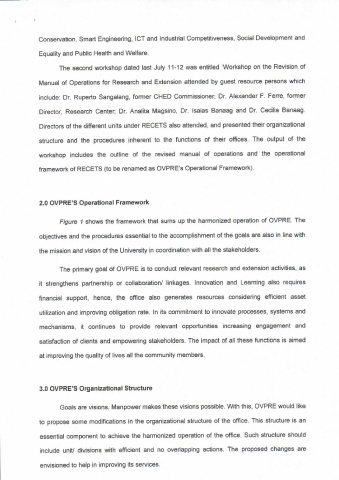 Conservation, Smart Engineering, ICT and Industrial Competitiveness, Social Development and
Equality and Public Health and Welfare.
The second workshop dated last July 11-12 was entitled 'Workshop on the Revision of
Manual of Operations for Research and Extension attended by guest resource persons which
include: Dr. Ruperto Sangalang, former CHED Commissioner; Dr. Alexander F. Ferre, former
Director, Research Center; Dr. Analita Magsino, Dr. Isaias Banaag and Dr. Cecilia Banaag.
Directors of the different units under RECETS also attended, and presented their organizational
structure and the procedures inherent to the functions of their offices. The output of the
workshop includes the outline of the revised manual of operations and the operational
framework of RECETS (to be renamed as OVPRE's Operational Framework).
2.0 OVPRE'S Operational Framework
Figure 1 shows the framework that sums up the harmonized operation of OVPRE. The
objectives and the procedures essential to the accomplishment of the goals are also in line with
the mission and vision of the University in coordination with all the stakeholders.
The primary goal of OVPRE is to conduct relevant research and extension activities, as
it strengthens partnership or collaboration/ linkages. Innovation and Learning also requires
financial support, hence, the office also generates resources considering efficient asset
utilization and improving obligation rate. In its commitment to innovate processes, systems and
mechanisms, it continues to provide relevant opportunities increasing engagement and
satisfaction of clients and empowering stakeholders. The impact of all these functions is aimed
at improving the quality of lives all the community members.
3.0 OVPRE'S Organizational Structure
Goals are visions. Manpower makes these visions possible. With this, OVPRE would like
to propose some modifications in the organizational structure of the office. This structure is an
essential component to achieve the harmonized operation of the office. Such structure should
include unit/ divisions with efficient and no overlapping actions. The proposed changes are
envisioned to help in improving its services.